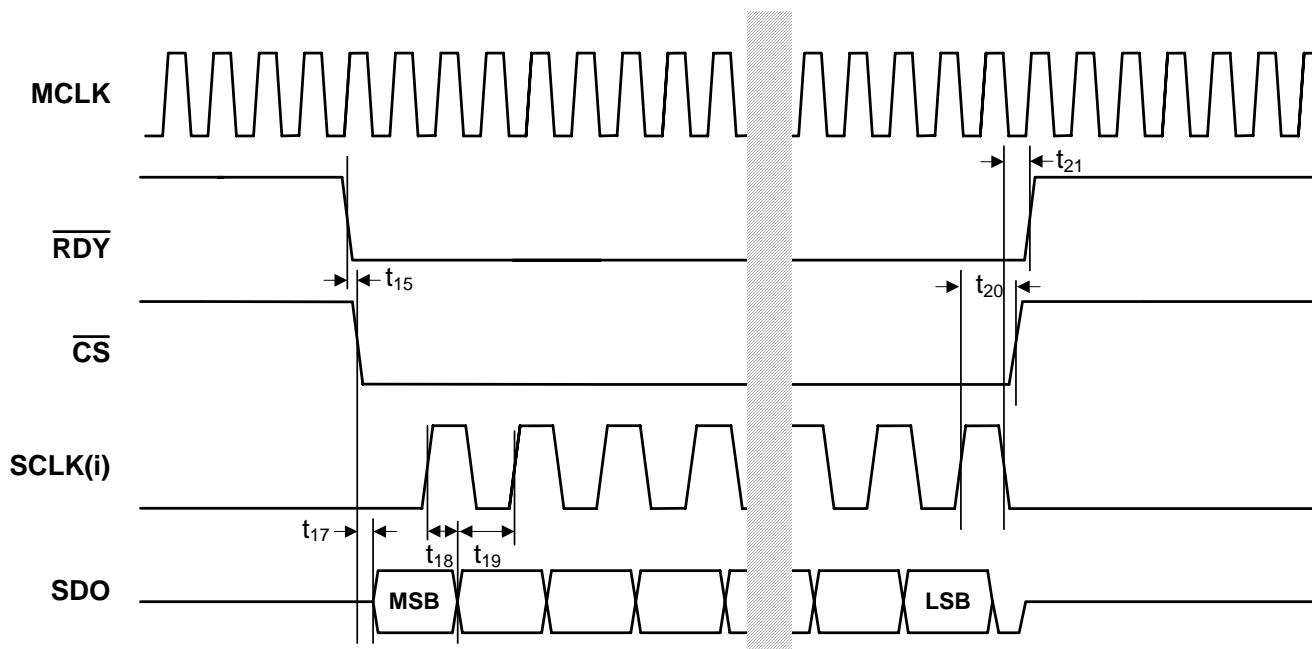 MCLK
t21
RDY
t15
t20
CS
SCLK(i)
t17
t18
t19
SDO
MSB
LSB